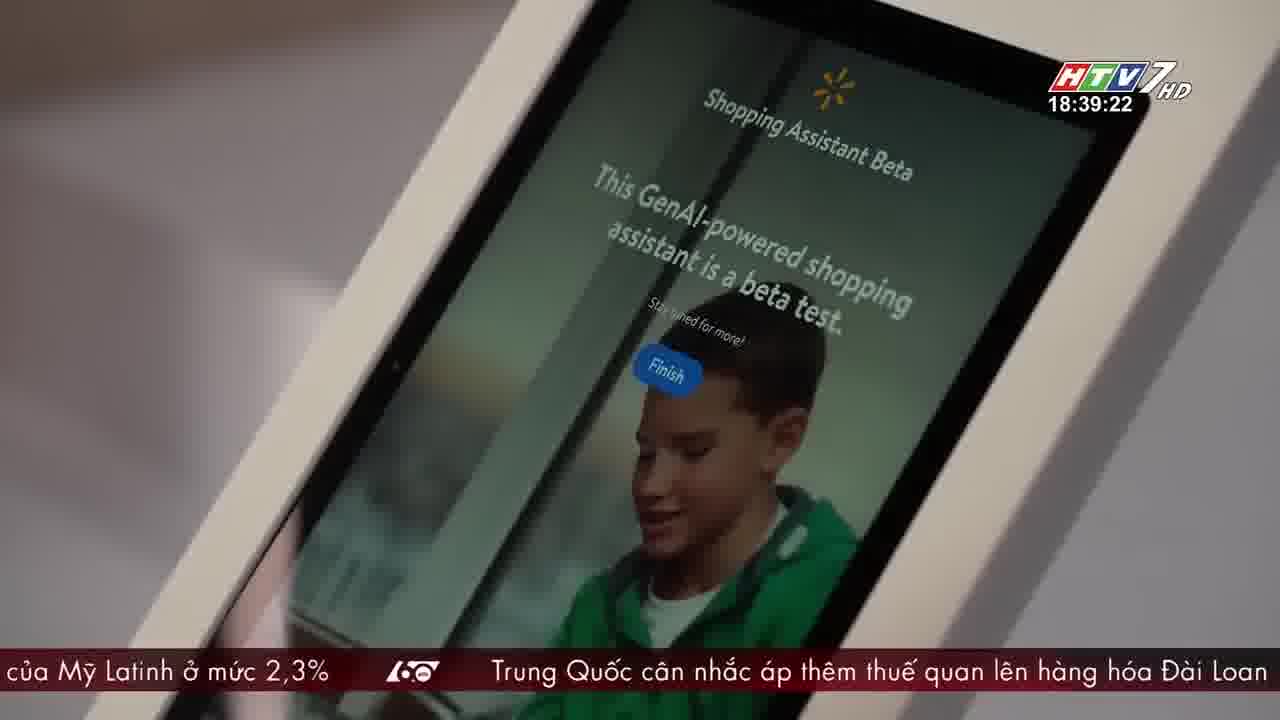 HTV7 HD
18:39:22
Shopping Assistant Beta
This GenAI-powered shopping
assistant is a beta test.
Stay tuned for more!
Finish
của Mỹ Latinh ở mức 2,3%
Trung Quốc cân nhắc áp thêm thuế quan lên hàng hóa Đài Loan